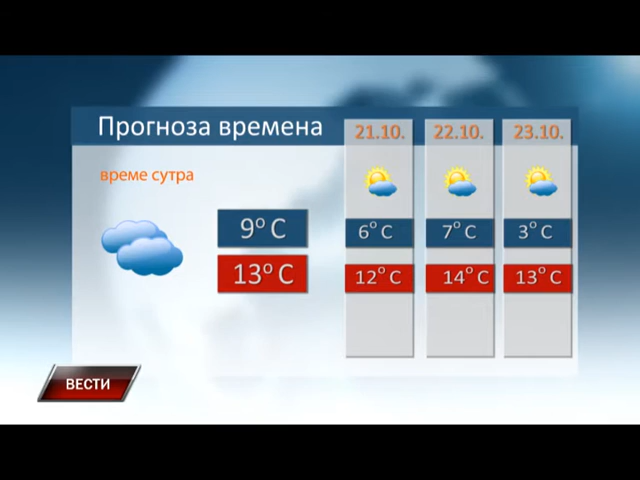 Прогноза времена
време сутра
9°C
13°C
21.10.
6°C
12°C
22.10.
7°C
14°C
23.10.
3°C
13°C
ВЕСТИ